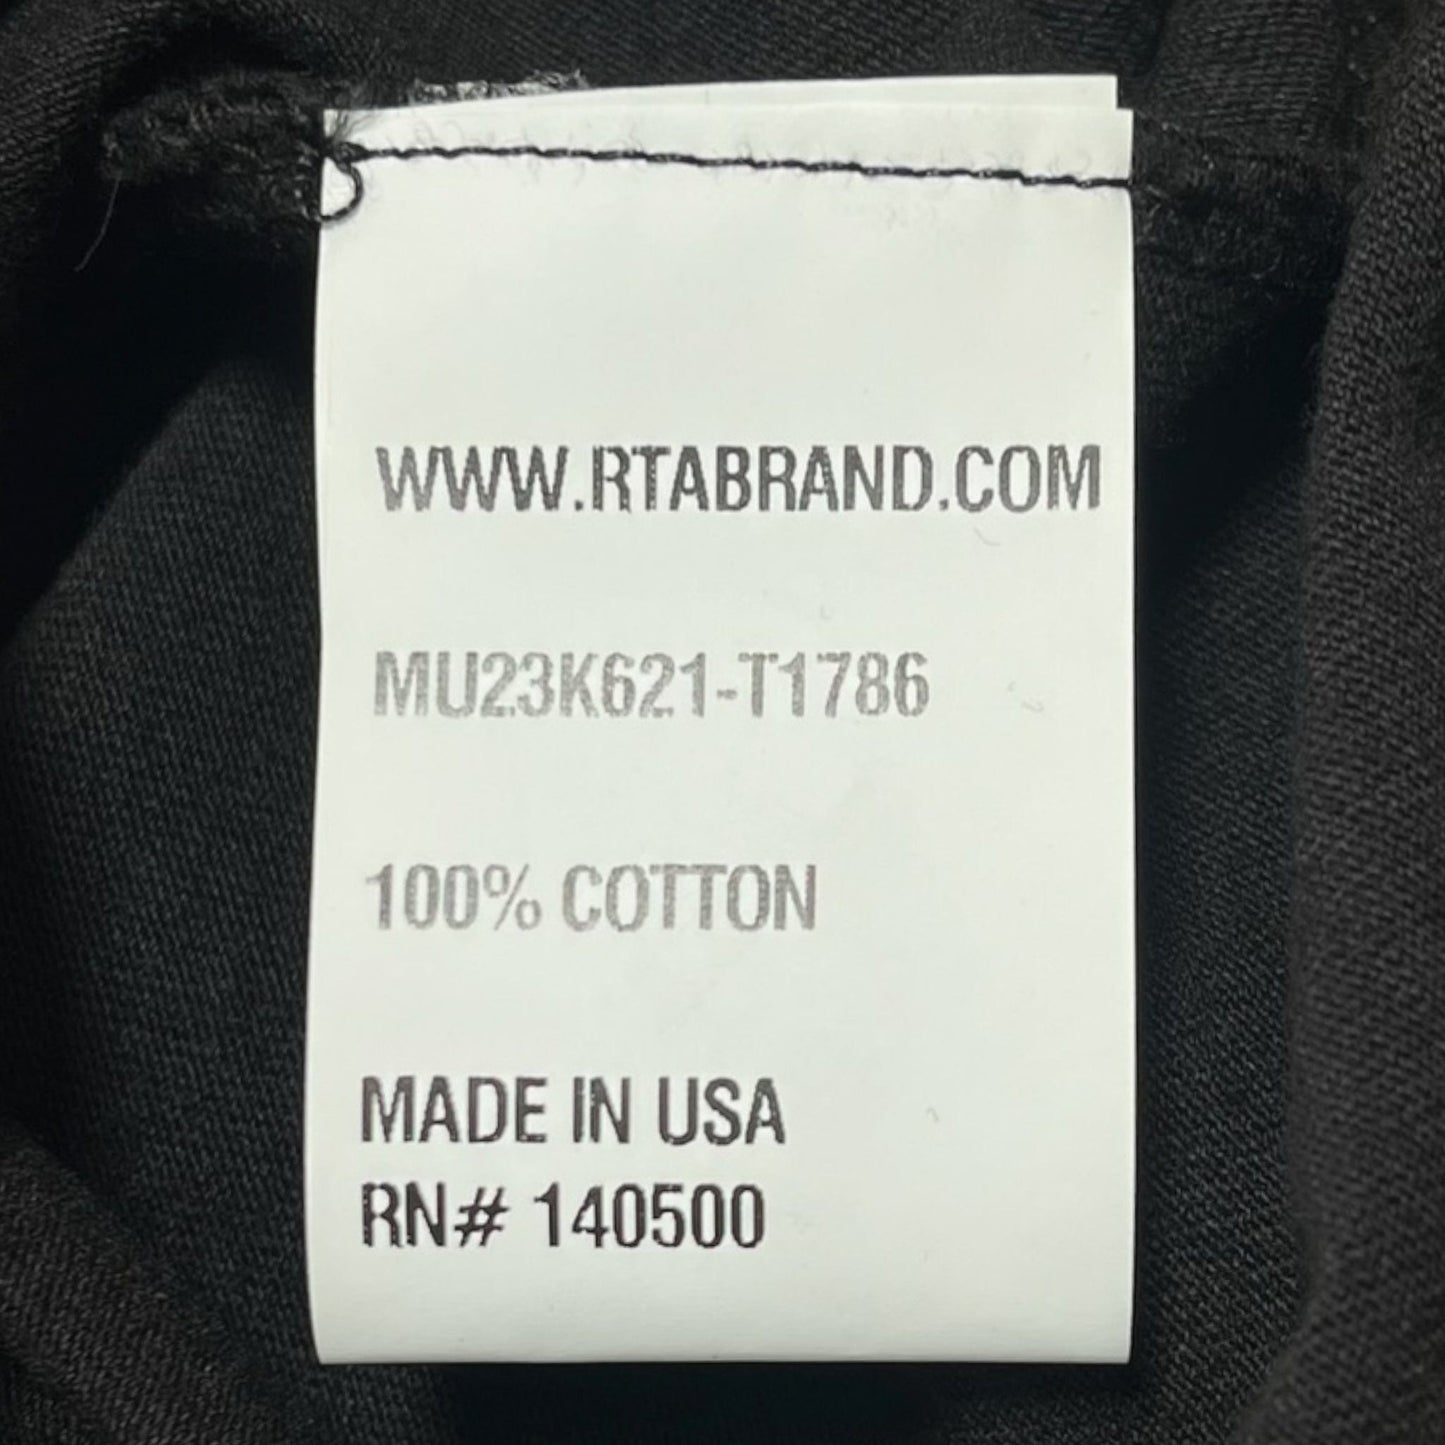 WWW.RTABRAND.COM
MU23K621-T1786
100% COTTON
MADE IN USA
RN# 140500